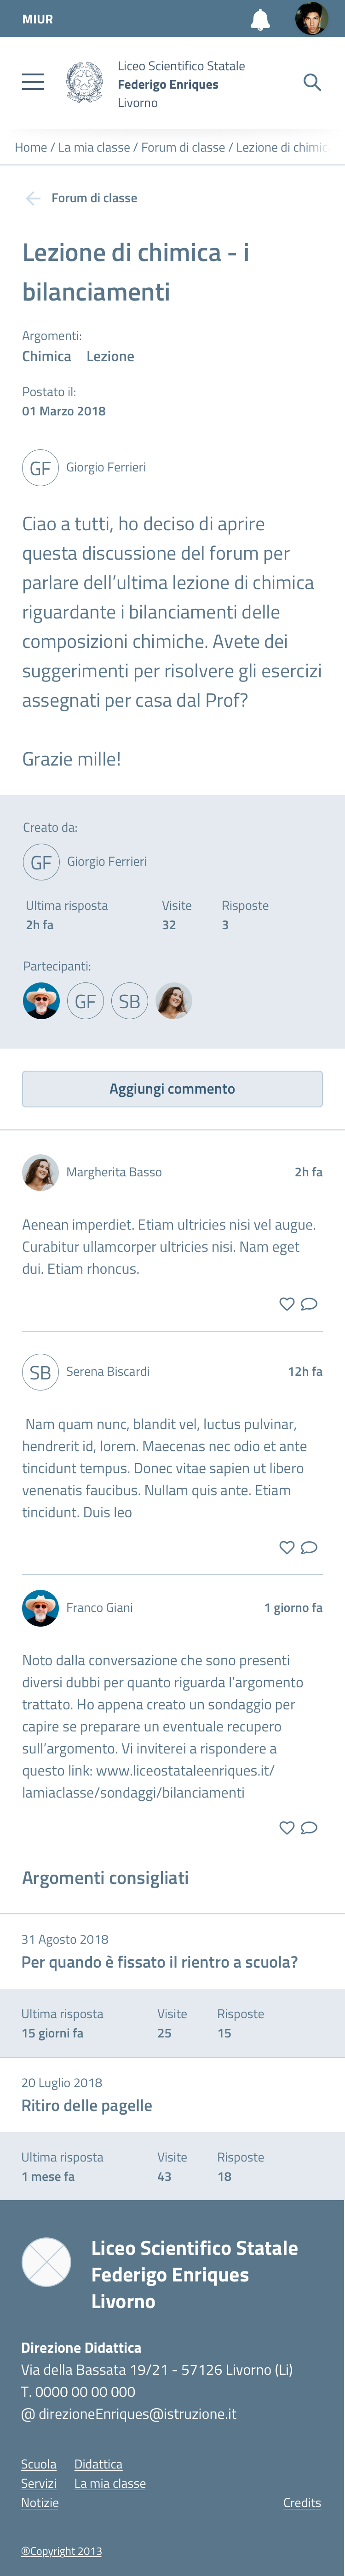 MIUR
Liceo Scientifico Statale
Federigo Enriques
Livorno
Home / La mia classe / Forum di classe / Lezione di chimic
Forum di classe
Lezione di chimica - i
bilanciamenti
Argomenti:
Chimica Lezione
Postato il:
01 Marzo 2018
GF Giorgio Ferrieri
Ciao a tutti, ho deciso di aprire
questa discussione del forum per
parlare dell’ultima lezione di chimica
riguardante i bilanciamenti delle
composizioni chimiche. Avete dei
suggerimenti per risolvere gli esercizi
assegnati per casa dal Prof?
Grazie mille!
Creato da:
GF Giorgio Ferrieri
Ultima risposta Visite Risposte
2h fa 32 3
Partecipanti:
GF SB
Aggiungi commento
Margherita Basso 2h fa
Aenean imperdiet. Etiam ultricies nisi vel augue.
Curabitur ullamcorper ultricies nisi. Nam eget
dui. Etiam rhoncus.
SB Serena Biscardi 12h fa
Nam quam nunc, blandit vel, luctus pulvinar,
hendrerit id, lorem. Maecenas nec odio et ante
tincidunt tempus. Donec vitae sapien ut libero
venenatis faucibus. Nullam quis ante. Etiam
tincidunt. Duis leo
Franco Giani 1 giorno fa
Noto dalla conversazione che sono presenti
diversi dubbi per quanto riguarda l’argomento
trattato. Ho appena creato un sondaggio per
capire se preparare un eventuale recupero
sull’argomento. Vi inviterei a rispondere a
questo link: www.liceostataleenriques.it/
lamiaclasse/sondaggi/bilanciamenti
Argomenti consigliati
31 Agosto 2018
Per quando è fissato il rientro a scuola?
Ultima risposta Visite Risposte
15 giorni fa 25 15
20 Luglio 2018
Ritiro delle pagelle
Ultima risposta Visite Risposte
1 mese fa 43 18
Liceo Scientifico Statale
Federigo Enriques
Livorno
Direzione Didattica
Via della Bassata 19/21 - 57126 Livorno (Li)
T. 0000 00 00 000
@ direzioneEnriques@istruzione.it
Scuola Didattica
Servizi La mia classe
Notizie Credits
®Copyright 2013